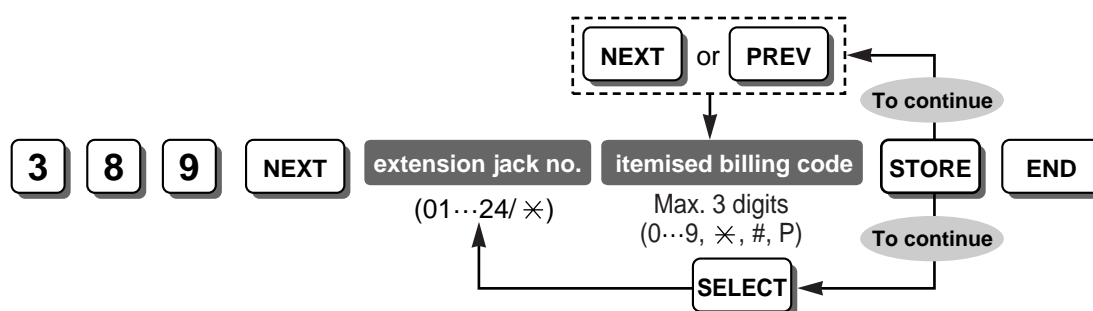 NEXT or PREV
To continue
3 8 9 NEXT extension jack no. itemised billing code STORE END
(01···24/ ✳) Max. 3 digits
(0···9, ✳, #, P)
To continue
SELECT